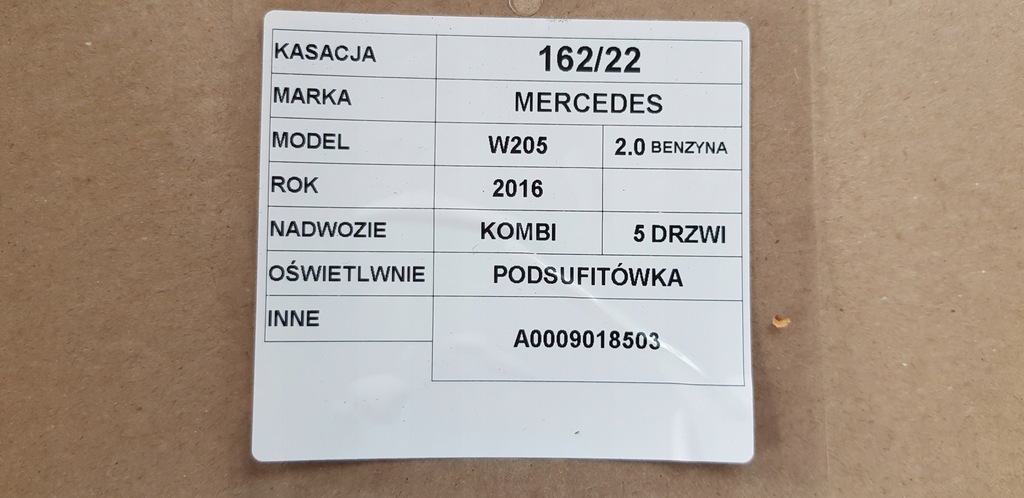 KASACJA 162/22
MARKA MERCEDES
MODEL W205 2.0 BENZYNA
ROK 2016
NADWOZIE KOMBI 5 DRZWI
OŚWIETLWNIE PODSUFITÓWKA
INNE A0009018503